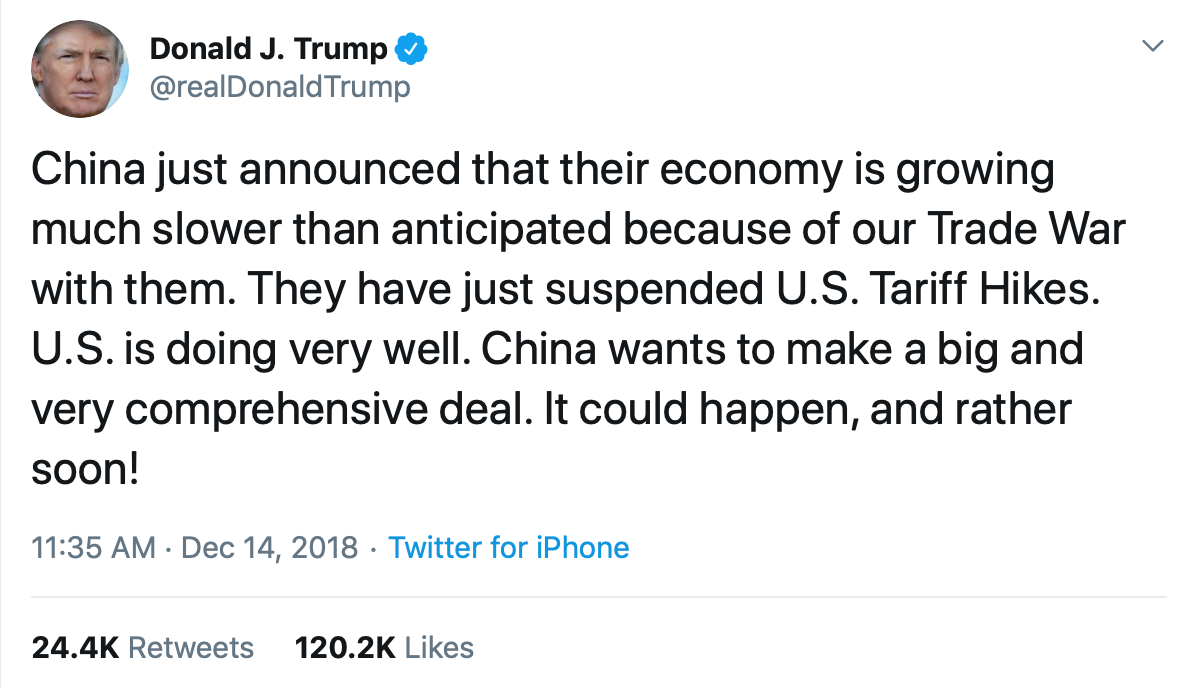 Donald J. Trump
@realDonaldTrump
China just announced that their economy is growing
much slower than anticipated because of our Trade War
with them. They have just suspended U.S. Tariff Hikes.
U.S. is doing very well. China wants to make a big and
very comprehensive deal. It could happen, and rather
soon!
11:35 AM · Dec 14, 2018 · Twitter for iPhone
24.4K Retweets 120.2K Likes